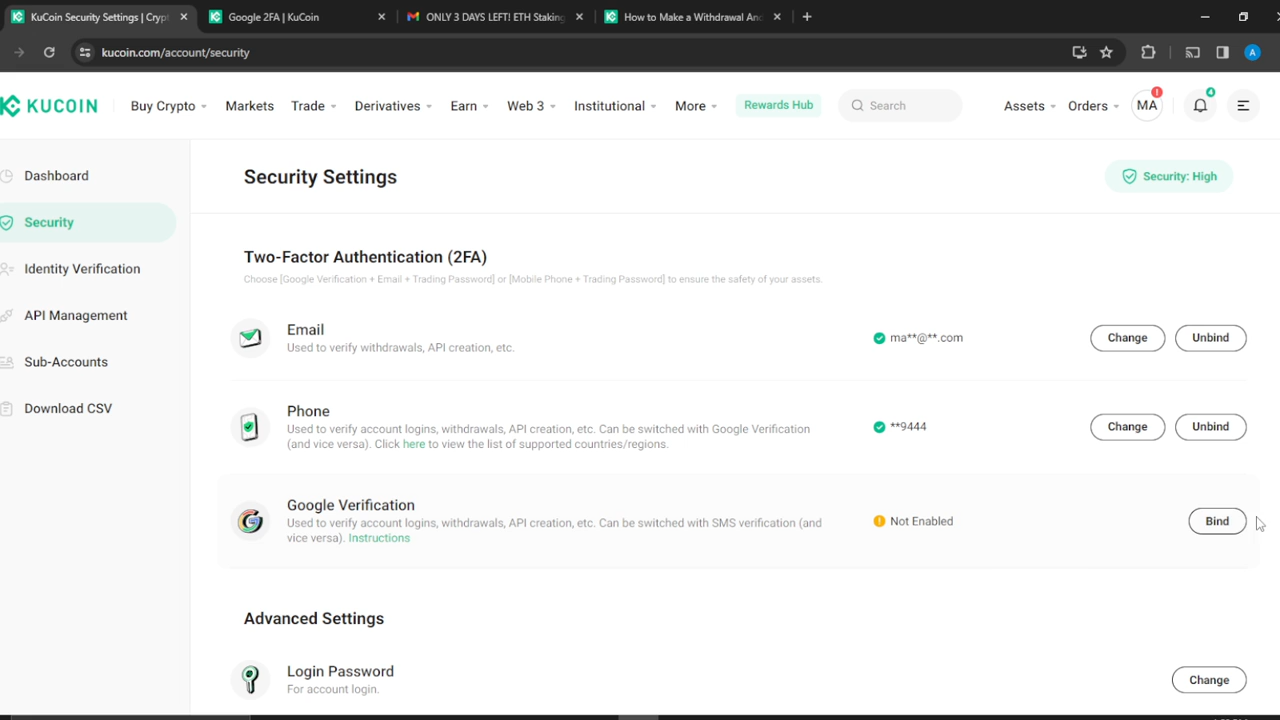 KuCoin Security Settings | Crypt
Google 2FA | KuCoin
ONLY 3 DAYS LEFT! ETH Staking
How to Make a Withdrawal And
kucoin.com/account/security
A
KUCOIN
Buy Crypto
Markets
Trade
Derivatives
Earn
Web 3
Institutional
More
Rewards Hub
Search
Assets
Orders
MA
!
4
Dashboard
Security
Identity Verification
API Management
Sub-Accounts
Download CSV
Security Settings
Security: High
Two-Factor Authentication (2FA)
Choose [Google Verification + Email + Trading Password] or [Mobile Phone + Trading Password] to ensure the safety of your assets.
Email
Used to verify withdrawals, API creation, etc.
ma**@**.com
Change
Unbind
Phone
Used to verify account logins, withdrawals, API creation, etc. Can be switched with Google Verification
(and vice versa). Click here to view the list of supported countries/regions.
**9444
Change
Unbind
Google Verification
Used to verify account logins, withdrawals, API creation, etc. Can be switched with SMS verification (and
vice versa). Instructions
Not Enabled
Bind
Advanced Settings
Login Password
For account login.
Change